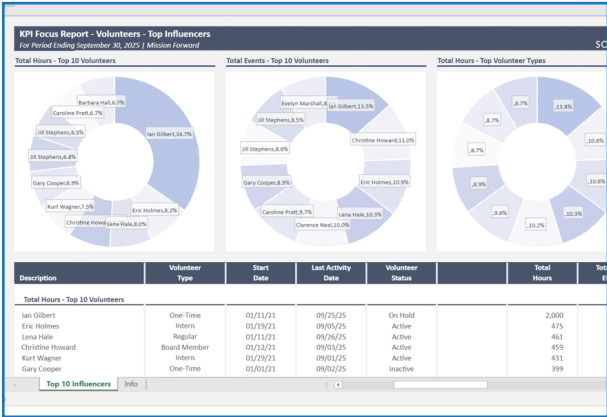 KPI Focus Report - Volunteers - Top Influencers
For Period Ending September 30, 2025 | Mission Forward
SC
Total Hours - Top 10 Volunteers
Total Events - Top 10 Volunteers
Total Hours - Top Volunteer Types
Barbara Hall,6.7%
Caroline Pratt,6.7%
Jill Stephens,6.5%
Jill Stephens,6.8%
Gary Cooper,6.9%
Kurt Wagner,7.5%
Christine Howa
Lena Hale,8.0%
Eric Holmes,8.2%
Ian Gilbert,34.7%
Evelyn Marshall,8
Ian Gilbert,13.5%
Jill Stephens,8.5%
Christine Howard,11.0%
Jill Stephens,8.6%
Gary Cooper,8.9%
Eric Holmes,10.9%
Caroline Pratt,9.7%
Lena Hale,10.3%
Clarence Neal,10.0%
,8.7%
,13.8%
,8.7%
,10.6%
,8.7%
,8.9%
,10.6%
,9.6%
,10.3%
,10.2%
Description Volunteer Type Start Date Last Activity Date Volunteer Status Total Hours
Total Hours - Top 10 Volunteers
Ian Gilbert One-Time 01/11/21 09/25/25 On Hold 2,000
Eric Holmes Intern 01/19/21 09/05/25 Active 475
Lena Hale Regular 01/11/21 09/26/25 Active 461
Christine Howard Board Member 01/12/21 09/03/25 Active 459
Kurt Wagner Intern 01/29/21 09/01/25 Active 431
Gary Cooper One-Time 01/01/21 09/02/25 Inactive 399
Top 10 Influencers Info